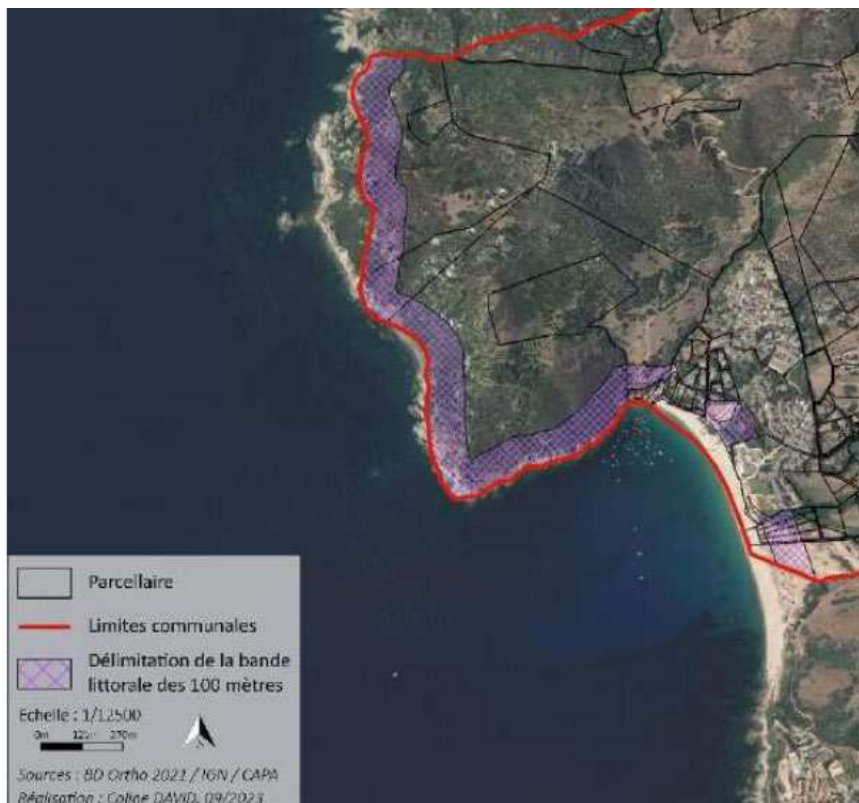 Parcellaire
Limites communales
Délimitation de la bande
littorale des 100 mètres
Echelle : 1/12500
0m 125m 270m
N
Sources : BD Ortho 2021 / IGN / CAPA
Réalisation : Coline DAVID, 09/2023